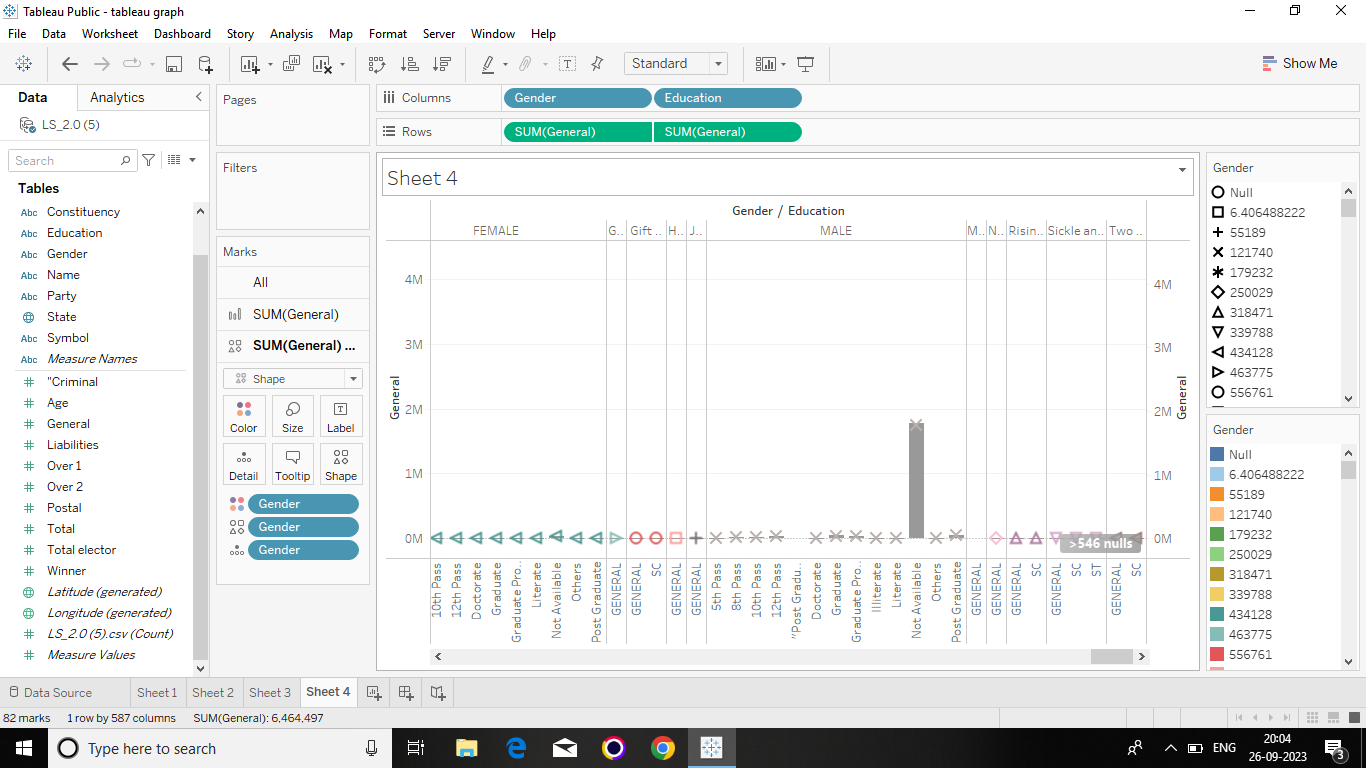 Tableau Public - tableau graph
File Data Worksheet Dashboard Story Analysis Map Format Server Window Help
Standard
Show Me
Data Analytics
LS_2.0 (5)
Search
Tables
Abc Constituency
Abc Education
Abc Gender
Abc Name
Abc Party
State
Abc Symbol
Abc Measure Names
"Criminal
Age
General
Liabilities
Over 1
Over 2
Postal
Total
Total elector
Winner
Latitude (generated)
Longitude (generated)
LS_2.0 (5).csv (Count)
Measure Values
Pages
Filters
Marks
All
SUM(General)
SUM(General) ...
Shape
Color Size Label
Detail Tooltip Shape
Gender
Gender
Gender
Columns Gender Education
Rows SUM(General) SUM(General)
Sheet 4
Gender / Education
FEMALE G.. Gift .. H.. J.. MALE M.. N.. Risin.. Sickle an.. Two ..
General
4M
3M
2M
1M
0M
4M
3M
2M
1M
0M
General
>546 nulls
10th Pass
12th Pass
Doctorate
Graduate
Graduate Pro..
Literate
Not Available
Others
Post Graduate
GENERAL
GENERAL
SC
GENERAL
GENERAL
5th Pass
8th Pass
10th Pass
12th Pass
"Post Gradu..
Doctorate
Graduate
Graduate Pro..
Illiterate
Literate
Not Available
Others
Post Graduate
GENERAL
GENERAL
GENERAL
SC
GENERAL
SC
ST
GENERAL
SC
Gender
Null
6.406488222
55189
121740
179232
250029
318471
339788
434128
463775
556761
Gender
Null
6.406488222
55189
121740
179232
250029
318471
339788
434128
463775
556761
Data Source Sheet 1 Sheet 2 Sheet 3 Sheet 4
82 marks 1 row by 587 columns SUM(General): 6,464,497
Type here to search
ENG
20:04
26-09-2023
3